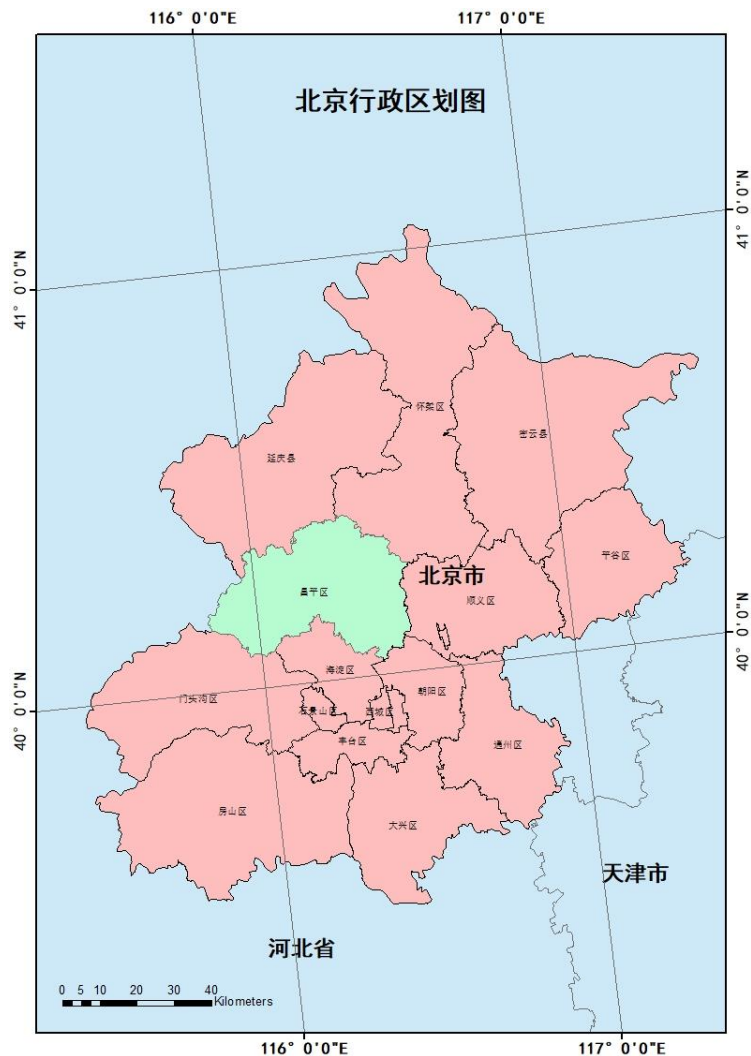 116° 0'0"E
117° 0'0"E
北京行政区划图
41° 0'0"N
41° 0'0"N
怀柔区
密云县
延庆县
平谷区
北京市
昌平区
顺义区
40° 0'0"N
海淀区
朝阳区
门头沟区
石景山区
西城区
40° 0'0"N
丰台区
通州区
房山区
大兴区
天津市
河北省
0 5 10 20 30 40
Kilometers
116° 0'0"E
117° 0'0"E